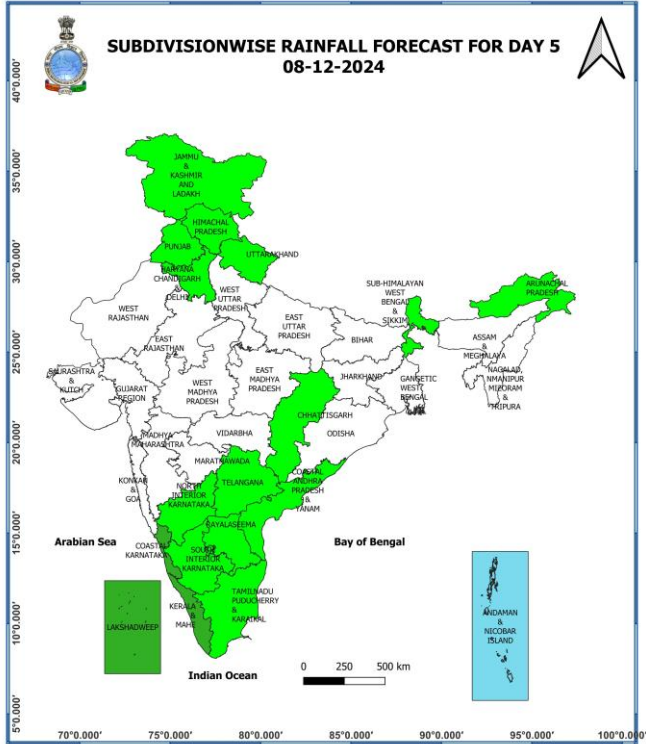 SUBDIVISIONWISE RAINFALL FORECAST FOR DAY 5
08-12-2024
40°0.000'
35°0.000'
30°0.000'
25°0.000'
20°0.000'
15°0.000'
10°0.000'
5°0.000'
JAMMU
&
KASHMIR
AND
LADAKH
HIMACHAL
PRADESH
PUNJAB
UTTARAKHAND
HARYANA
CHANDIGARH
&
DELHI
WEST
UTTAR
PRADESH
SUB-HIMALAYAN
WEST
BENGAL
&
SIKKIM
ARUNACHAL
PRADESH
WEST
RAJASTHAN
EAST
RAJASTHAN
EAST
UTTAR
PRADESH
BIHAR
ASSAM
&
MEGHALAYA
NAGALAD,
NMANIPUR
MIZORAM
&
TRIPURA
SAURASHTRA
&
KUTCH
GUJARAT
REGION
WEST
MADHYA
PRADESH
EAST
MADHYA
PRADESH
JHARKHAND
GANGETIC
WEST
BENGAL
CHHATTISGARH
ODISHA
MADHYA
MAHARASHTRA
VIDARBHA
MARATHAWADA
KONKAN
&
GOA
NORTH
INTERIOR
KARNATAKA
TELANGANA
COASTAL
ANDHRA
PRADESH
&
YANAM
RAYALASEEMA
Arabian Sea
COASTAL
KARNATAKA
SOUTH
INTERIOR
KARNATAKA
Bay of Bengal
TAMILNADU
PUDUCHERRY
&
KARAIKAL
KERALA
&
MAHE
LAKSHADWEEP
ANDAMAN
&
NICOBAR
ISLAND
Indian Ocean
0 250 500 km
70°0.000' 75°0.000' 80°0.000' 85°0.000' 90°0.000' 95°0.000' 100°0.000'